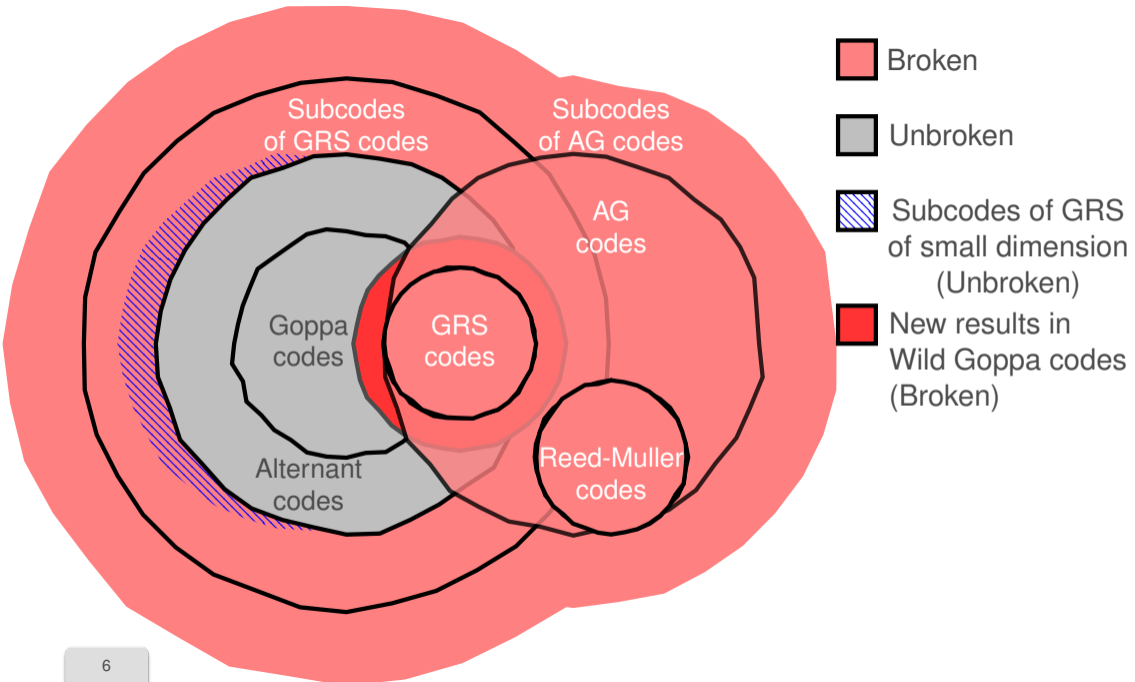 Subcodes
of GRS codes
Subcodes
of AG codes
AG
codes
Goppa
codes
GRS
codes
Alternant
codes
Reed-Muller
codes
Broken
Unbroken
Subcodes of GRS
of small dimension
(Unbroken)
New results in
Wild Goppa codes
(Broken)
6